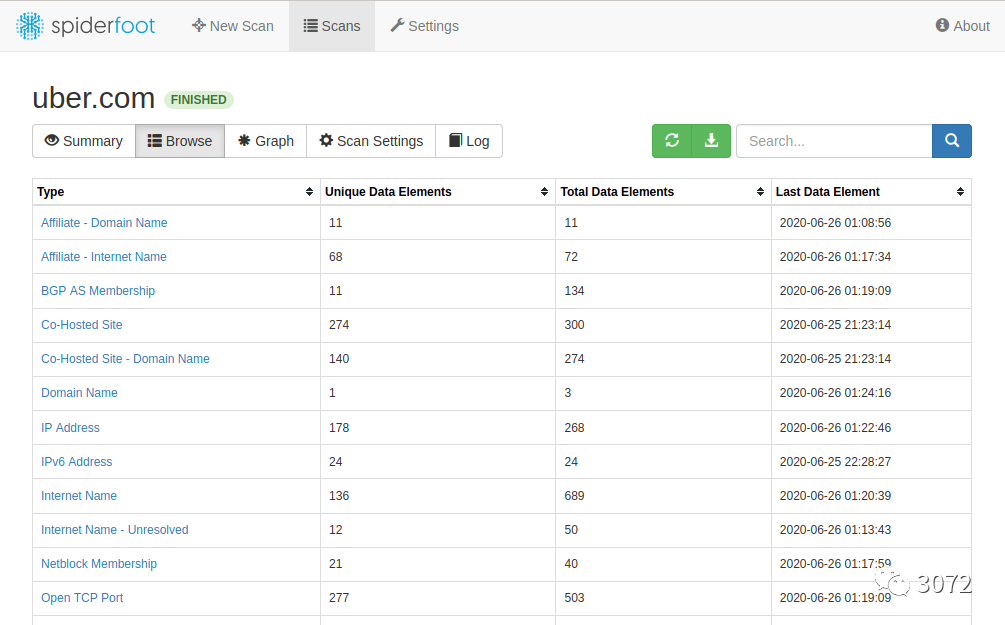 spiderfoot New Scan Scans Settings About
uber.com FINISHED
Summary Browse Graph Scan Settings Log Search...
Type Unique Data Elements Total Data Elements Last Data Element
Affiliate - Domain Name 11 11 2020-06-26 01:08:56
Affiliate - Internet Name 68 72 2020-06-26 01:17:34
BGP AS Membership 11 134 2020-06-26 01:19:09
Co-Hosted Site 274 300 2020-06-25 21:23:14
Co-Hosted Site - Domain Name 140 274 2020-06-25 21:23:14
Domain Name 1 3 2020-06-26 01:24:16
IP Address 178 268 2020-06-26 01:22:46
IPv6 Address 24 24 2020-06-25 22:28:27
Internet Name 136 689 2020-06-26 01:20:39
Internet Name - Unresolved 12 50 2020-06-26 01:13:43
Netblock Membership 21 40 2020-06-26 01:17:59
Open TCP Port 277 503 2020-06-26 01:19:09
3072